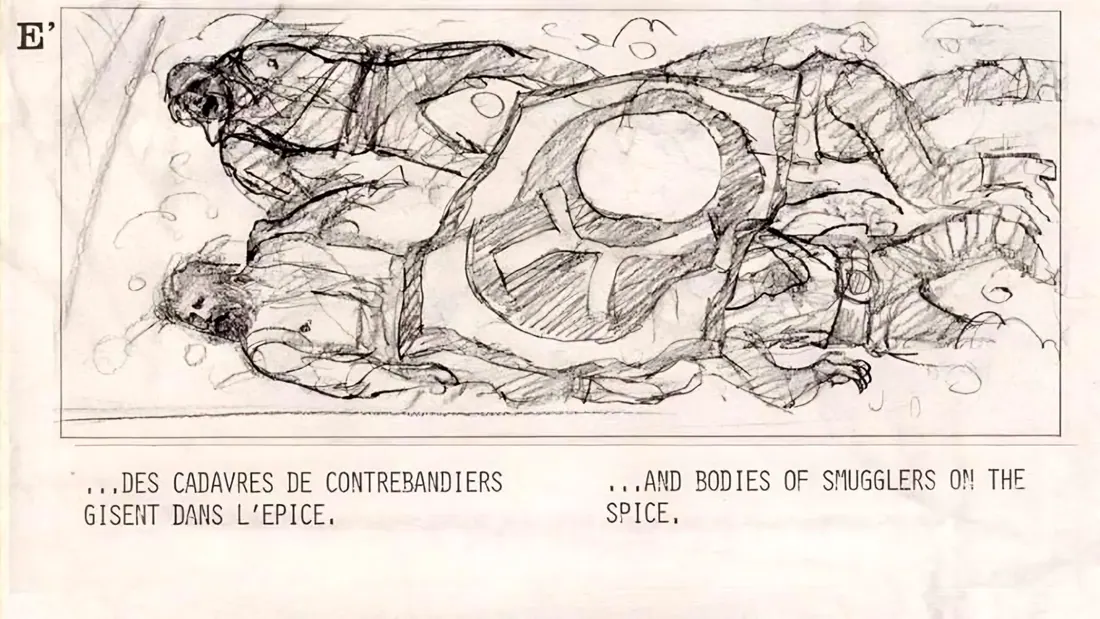 E'
...DES CADAVRES DE CONTREBANDIERS
GISENT DANS L'EPICE.
...AND BODIES OF SMUGGLERS ON THE
SPICE.